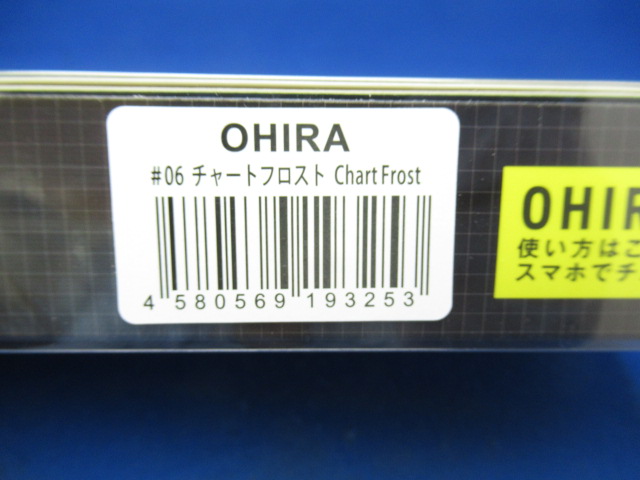 OHIRA
#06 チャートフロスト Chart Frost
4 580569 193253
OHIR
使い方はこ
スマホでチ